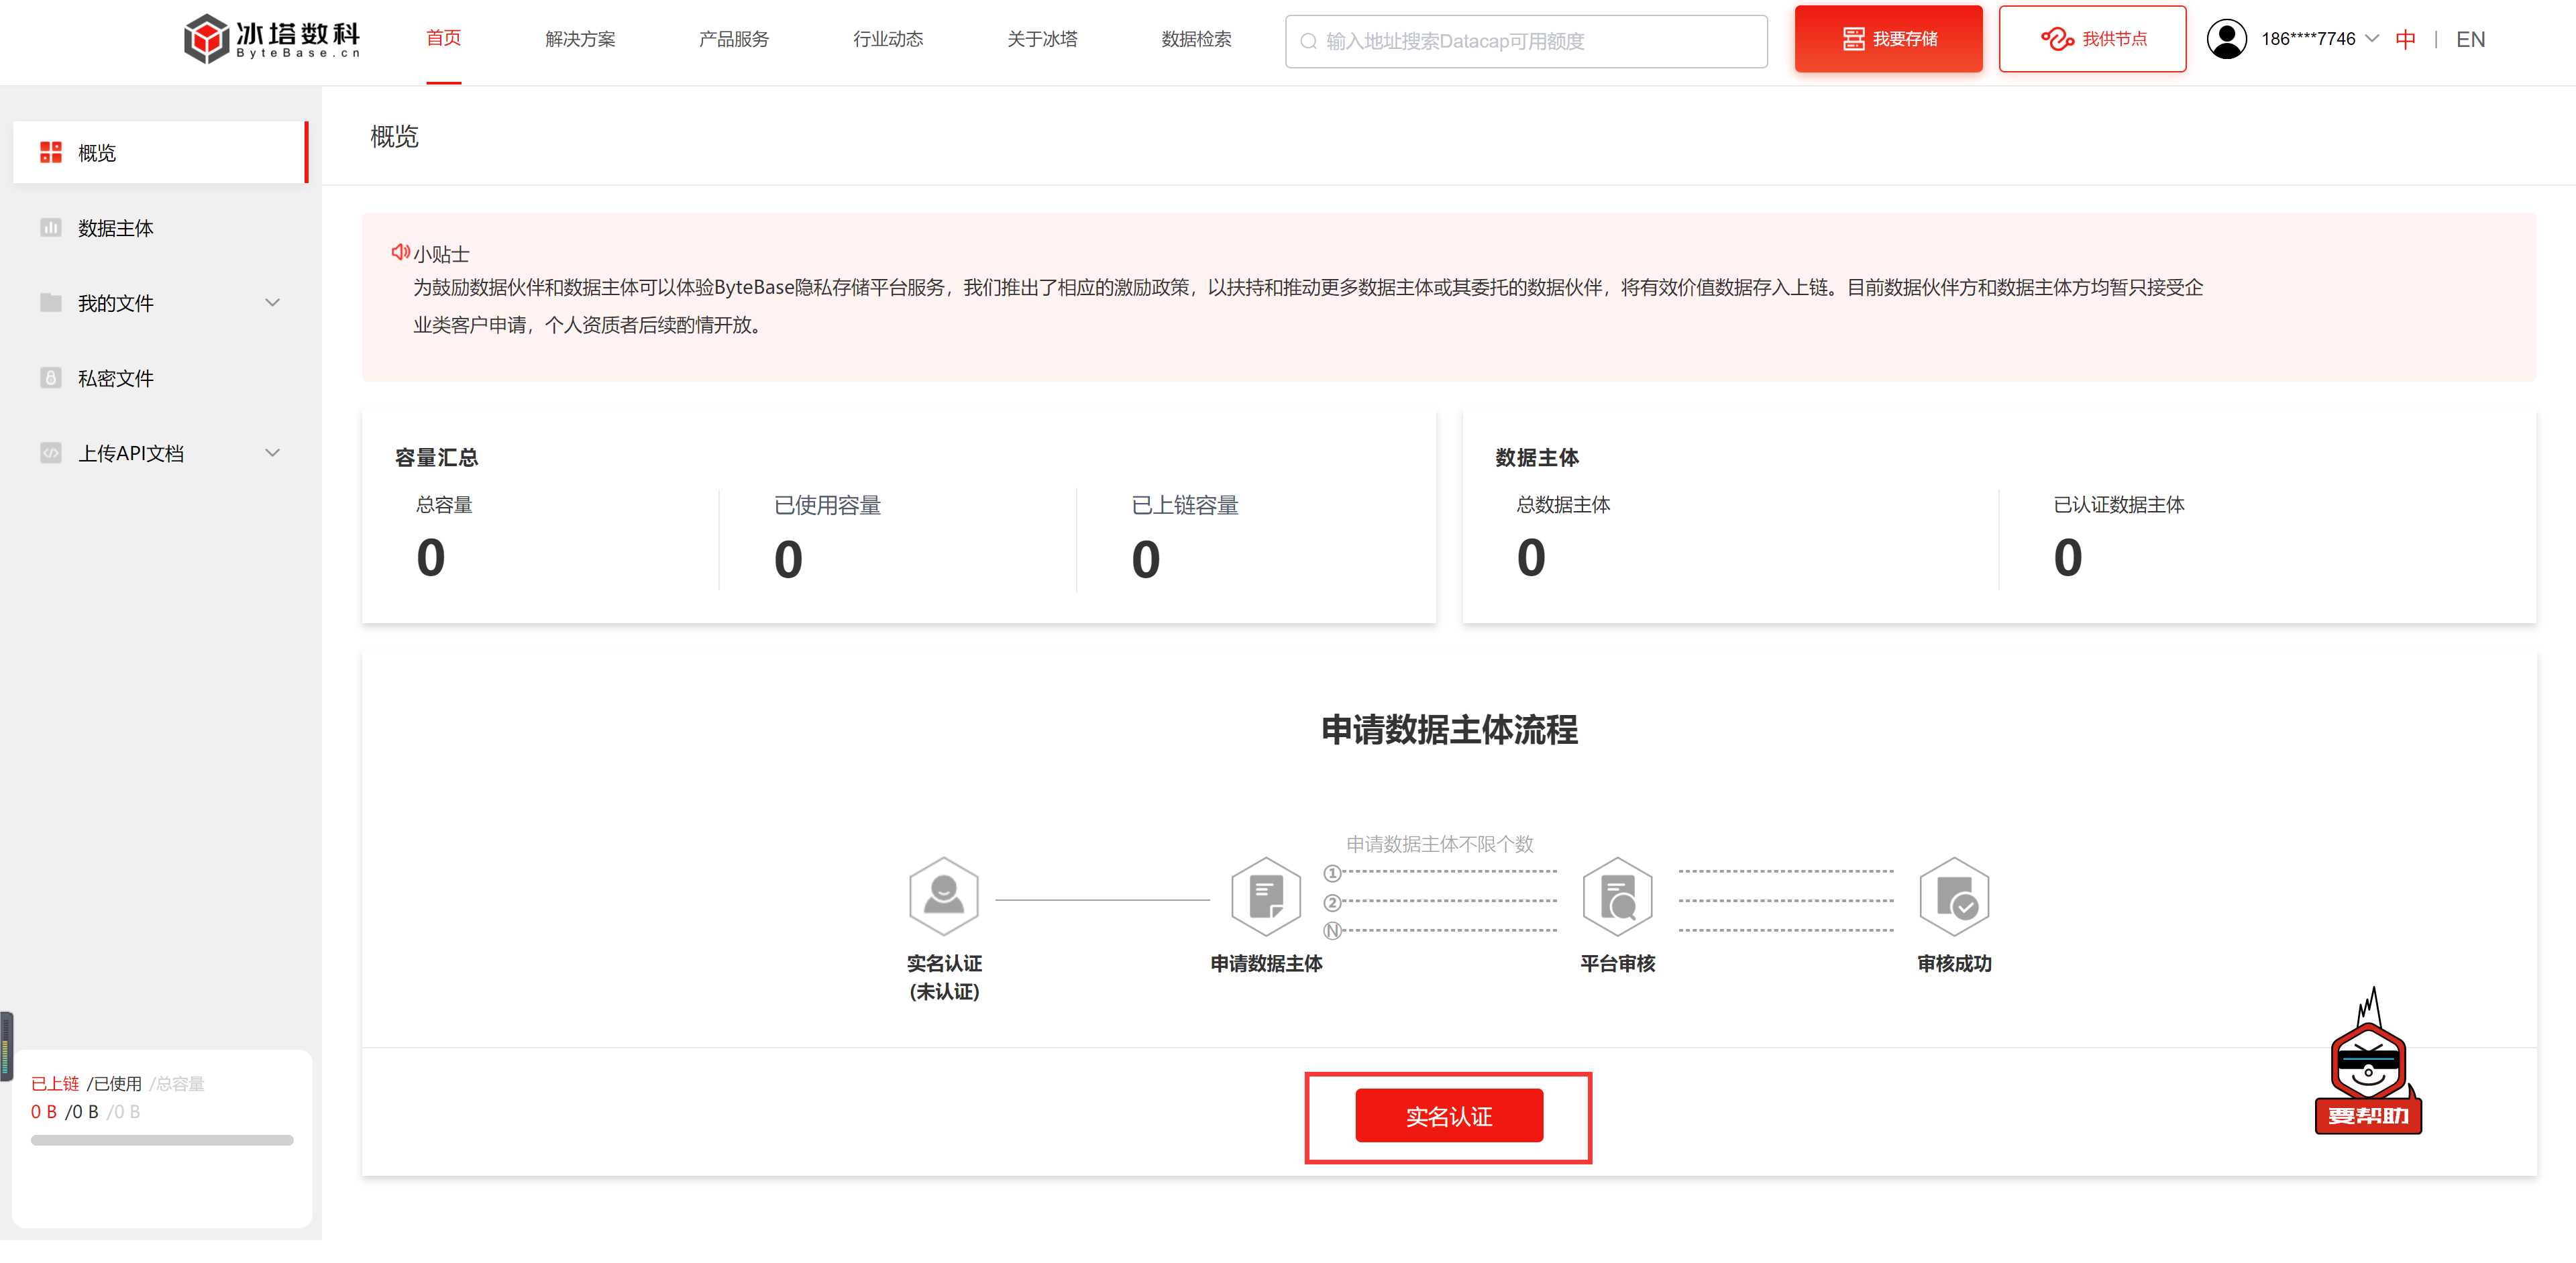 冰塔数科
ByteBase.cn
首页
解决方案
产品服务
行业动态
关于冰塔
数据检索
输入地址搜索Datacap可用额度
我要存储
我供节点
186****7746
中 | EN
概览
数据主体
我的文件
私密文件
上传API文档
已上链 /已使用 /总容量
0 B /0 B /0 B
概览
小贴士
为鼓励数据伙伴和数据主体可以体验ByteBase隐私存储平台服务，我们推出了相应的激励政策，以扶持和推动更多数据主体或其委托的数据伙伴，将有效价值数据存入上链。目前数据伙伴方和数据主体方均暂只接受企
业类客户申请，个人资质者后续酌情开放。
容量汇总
总容量
0
已使用容量
0
已上链容量
0
数据主体
总数据主体
0
已认证数据主体
0
申请数据主体流程
申请数据主体不限个数
①
②
Ⓝ
实名认证
(未认证)
申请数据主体
平台审核
审核成功
要帮助
实名认证